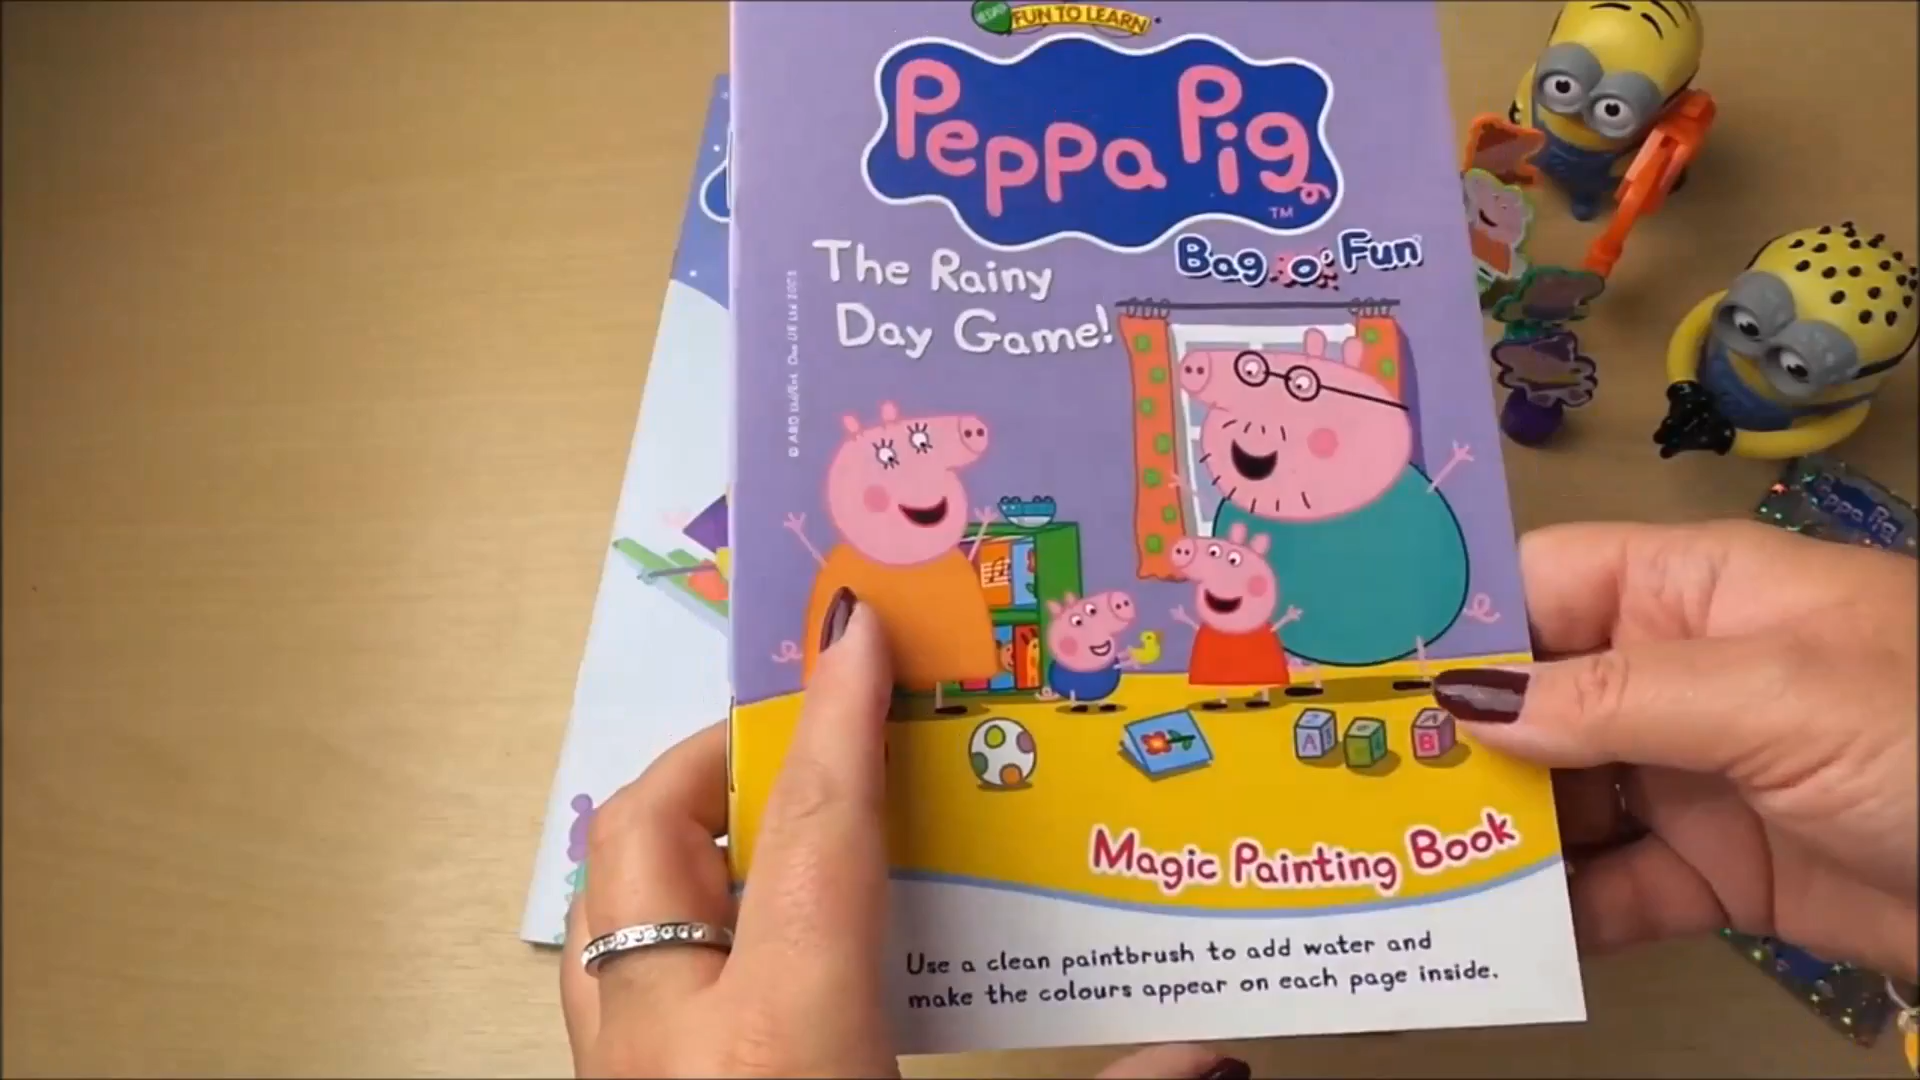 FUN TO LEARN
Peppa Pig
TM
Bag o' Fun
The Rainy
Day Game!
A
B
Magic Painting Book
Use a clean paintbrush to add water and
make the colours appear on each page inside.
Peppa Pig